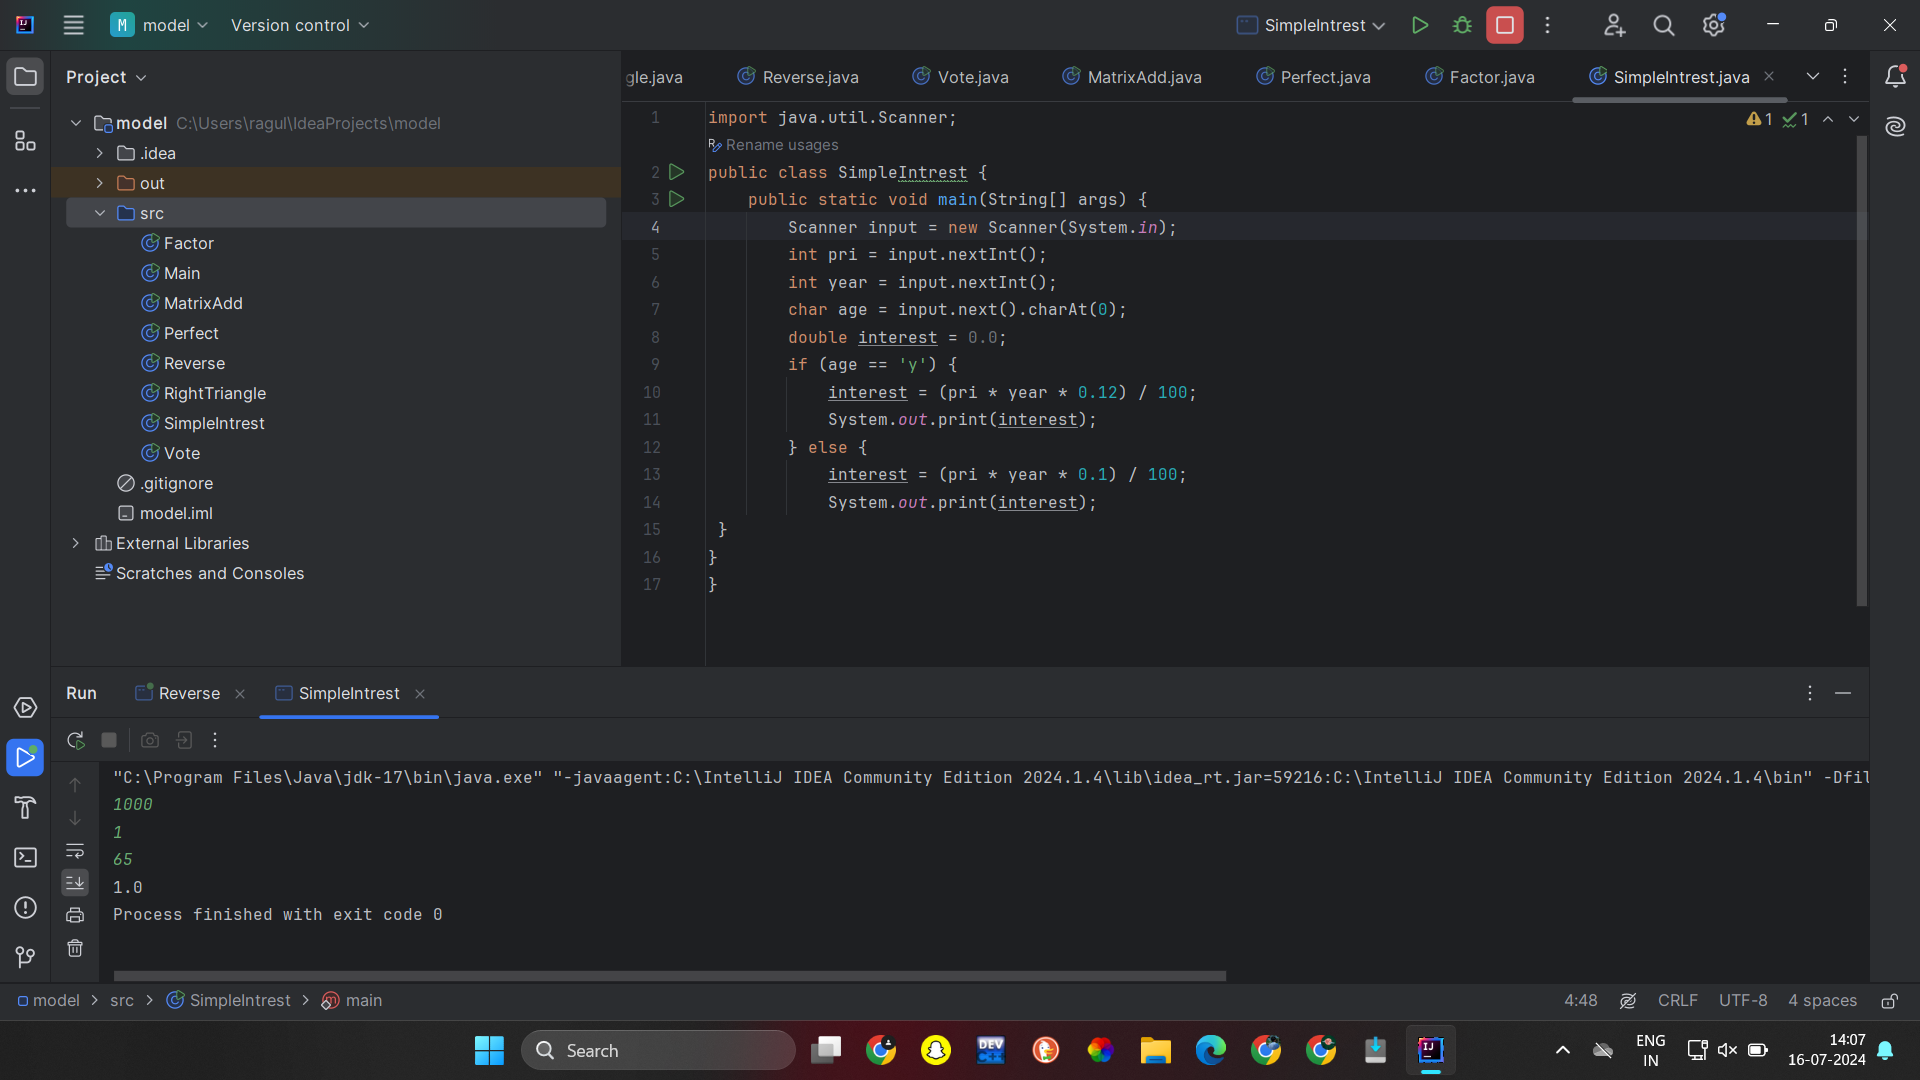 M model Version control SimpleIntrest
Project
gle.java Reverse.java Vote.java MatrixAdd.java Perfect.java Factor.java SimpleIntrest.java
model C:\Users\ragul\IdeaProjects\model
.idea
out
src
Factor
Main
MatrixAdd
Perfect
Reverse
RightTriangle
SimpleIntrest
Vote
.gitignore
model.iml
External Libraries
Scratches and Consoles
1 import java.util.Scanner; 1 1
Rename usages
2 public class SimpleIntrest {
3 public static void main(String[] args) {
4 Scanner input = new Scanner(System.in);
5 int pri = input.nextInt();
6 int year = input.nextInt();
7 char age = input.next().charAt(0);
8 double interest = 0.0;
9 if (age == 'y') {
10 interest = (pri * year * 0.12) / 100;
11 System.out.print(interest);
12 } else {
13 interest = (pri * year * 0.1) / 100;
14 System.out.print(interest);
15 }
16 }
17 }
Run Reverse SimpleIntrest
"C:\Program Files\Java\jdk-17\bin\java.exe" "-javaagent:C:\IntelliJ IDEA Community Edition 2024.1.4\lib\idea_rt.jar=59216:C:\IntelliJ IDEA Community Edition 2024.1.4\bin" -Dfil
1000
1
65
1.0
Process finished with exit code 0
model > src > SimpleIntrest > main 4:48 CRLF UTF-8 4 spaces
Search
DEV C++
IJ
ENG
IN
14:07
16-07-2024